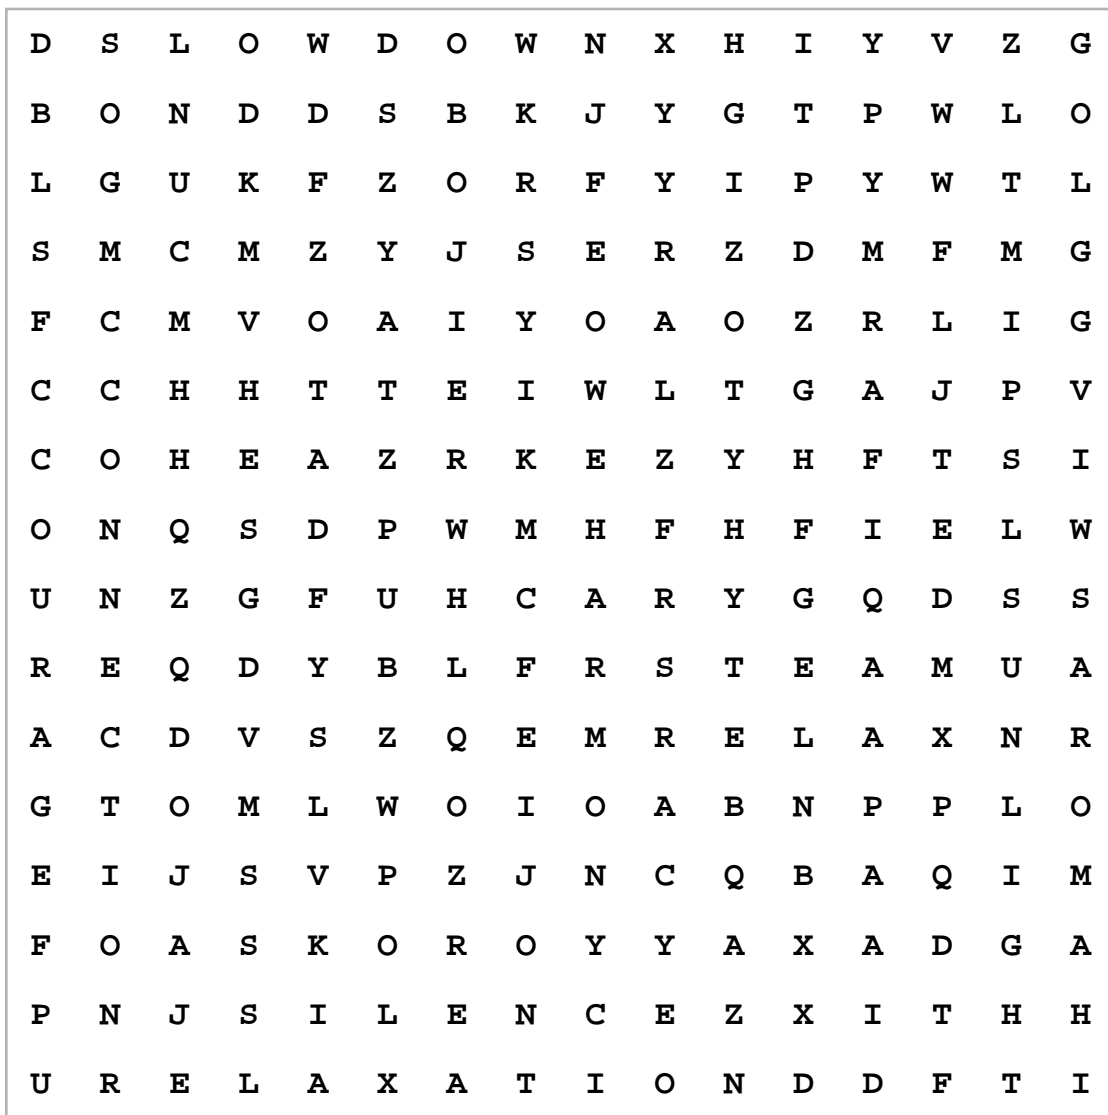 D S L O W D O W N X H I Y V Z G
B O N D D S B K J Y G T P W L O
L G U K F Z O R F Y I P Y W T L
S M C M Z Y J S E R Z D M F M G
F C M V O A I Y O A O Z R L I G
C C H H T T E I W L T G A J P V
C O H E A Z R K E Z Y H F T S I
O N Q S D P W M H F H F I E L W
U N Z G F U H C A R Y G Q D S S
R E Q D Y B L F R S T E A M U A
A C D V S Z Q E M R E L A X N R
G T O M L W O I O A B N P P L O
E I J S V P Z J N C Q B A Q I M
F O A S K O R O Y Y A X A D G A
P N J S I L E N C E Z X I T H H
U R E L A X A T I O N D D F T I